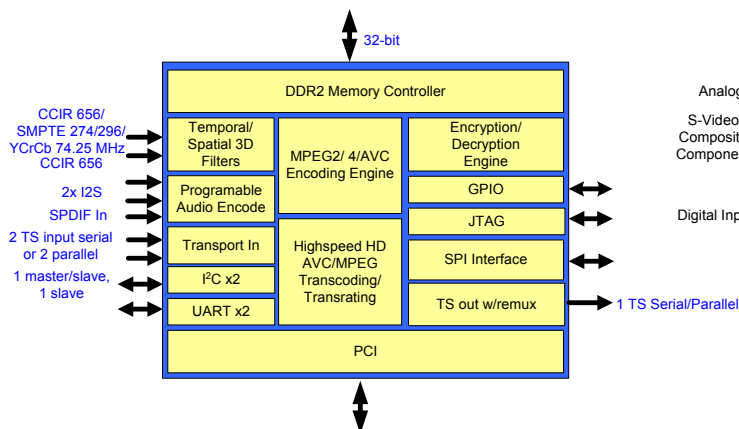 32-bit
DDR2 Memory Controller
CCIR 656/
SMPTE 274/296/
YCrCb 74.25 MHz
CCIR 656
Temporal/
Spatial 3D
Filters
MPEG2/ 4/AVC
Encoding Engine
Encryption/
Decryption
Engine
2x I2S
SPDIF In
Programable
Audio Encode
GPIO
JTAG
2 TS input serial
or 2 parallel
Transport In
Highspeed HD
AVC/MPEG
Transcoding/
Transrating
SPI Interface
1 master/slave,
1 slave
I²C x2
UART x2
TS out w/remux
1 TS Serial/Parallel
PCI
Analog
S-Video
Composit
Compone
Digital Inp